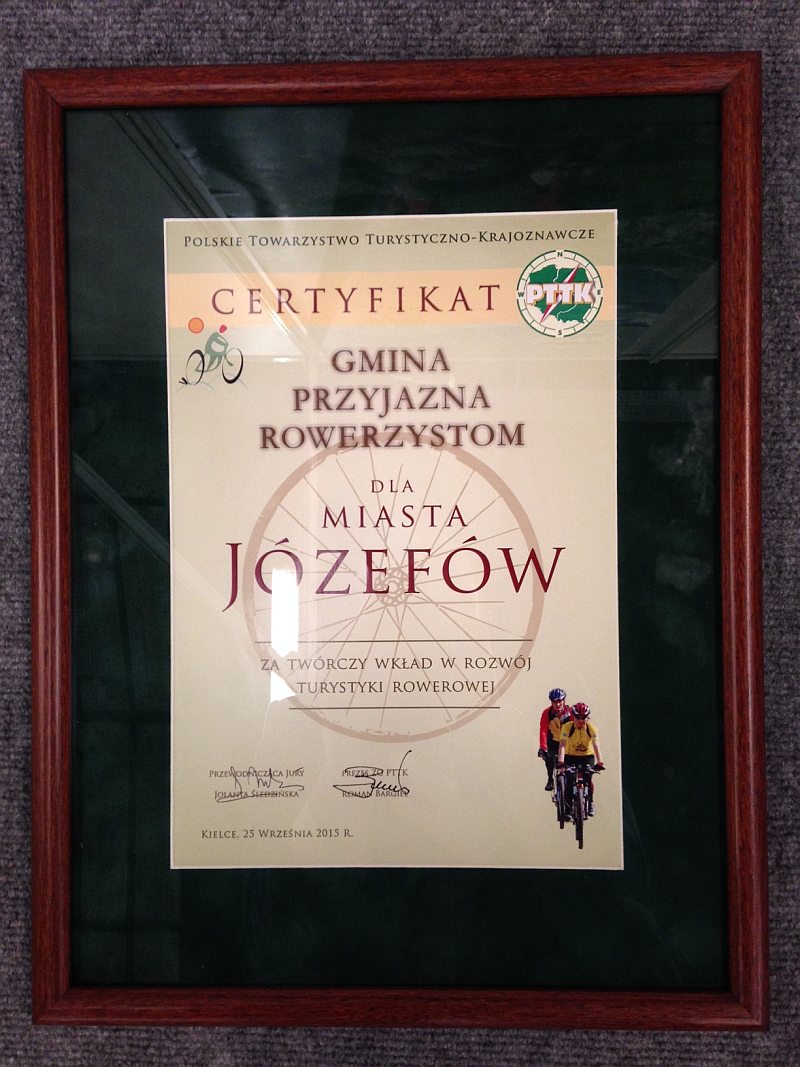 Polskie Towarzystwo Turystyczno-Krajoznawcze
CERTYFIKAT
N
W E
PTTK
S
GMINA
PRZYJAZNA
ROWERZYSTOM
DLA
MIASTA
JÓZEFÓW
ZA TWÓRCZY WKŁAD W ROZWÓJ
TURYSTYKI ROWEROWEJ
Przewodnicząca Jury
Jolanta Śledzińska
Prezes ZG PTTK
Roman Bargieł
Kielce, 25 Września 2015 r.